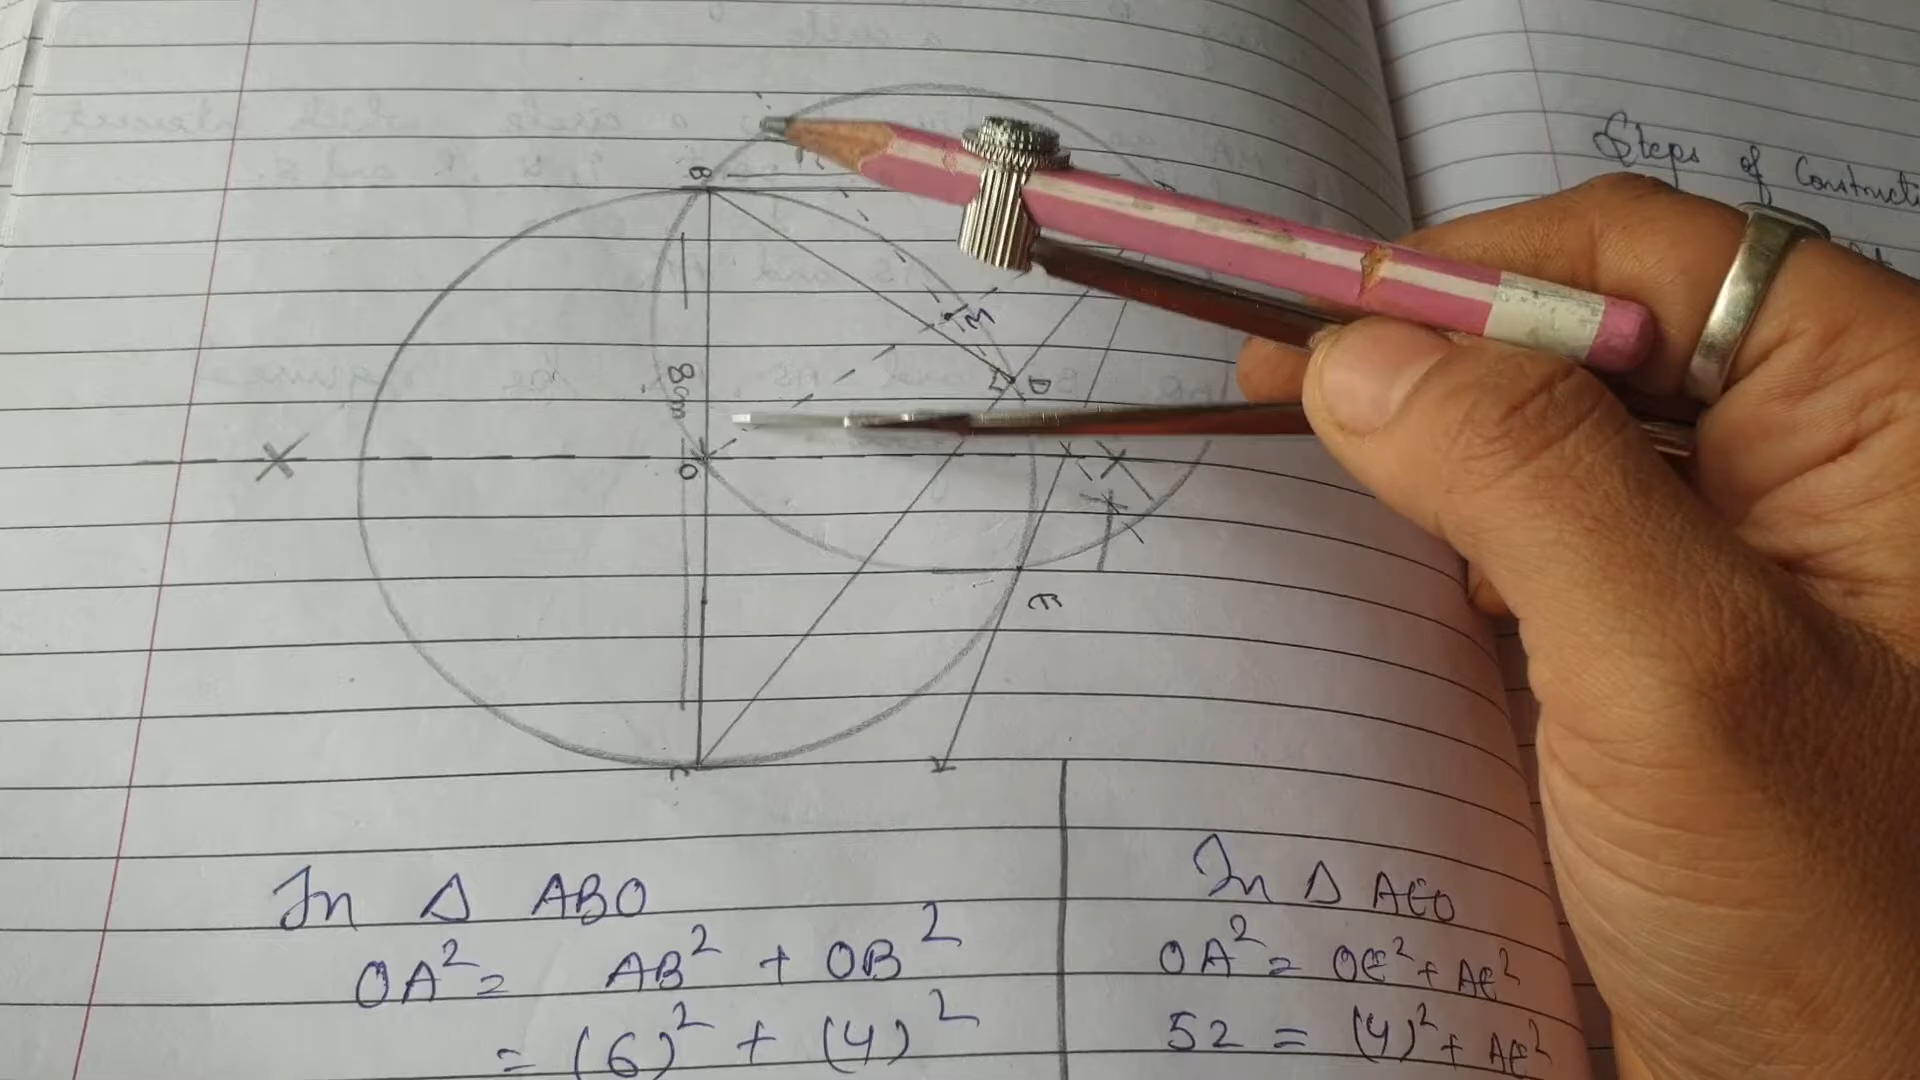 Steps of Constructi
B
M
D
8cm
O
E
C
In Δ ABO
OA² = AB² + OB²
= (6)² + (4)²
In Δ AEO
OA² = OE² + AE²
52 = (4)² + AE²